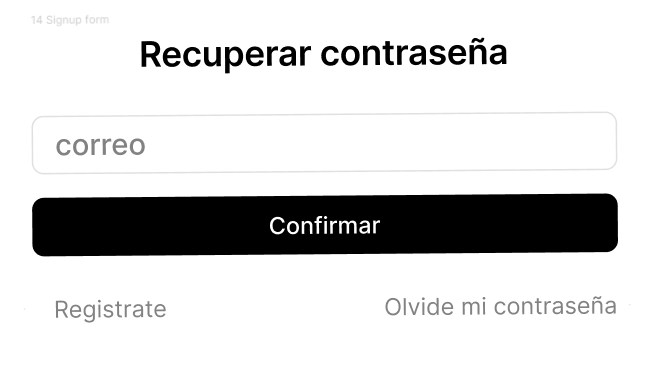 14 Signup form
Recuperar contraseña
correo
Confirmar
Registrate
Olvide mi contraseña